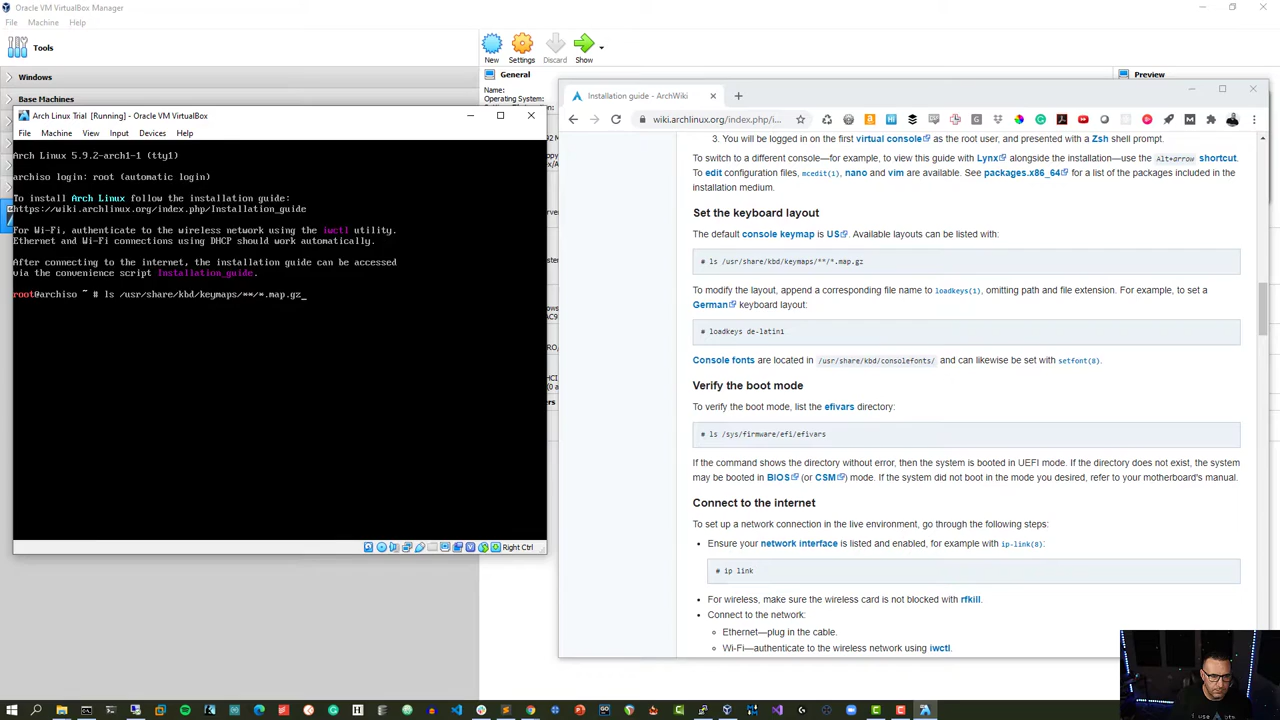 Oracle VM VirtualBox Manager
File Machine Help
Tools
New Settings Discard Show
Windows
General
Preview
Name:
Operating System:
Base Machines
Arch Linux Trial [Running] - Oracle VM VirtualBox
File Machine View Input Devices Help
Arch Linux 5.9.2-arch1-1 (tty1)
archiso login: root (automatic login)
To install Arch Linux follow the installation guide:
https://wiki.archlinux.org/index.php/Installation_guide
For Wi-Fi, authenticate to the wireless network using the iwctl utility.
Ethernet and Wi-Fi connections using DHCP should work automatically.
After connecting to the internet, the installation guide can be accessed
via the convenience script Installation_guide.
root@archiso ~ # ls /usr/share/kbd/keymaps/**/*.map.gz_
Right Ctrl
Installation guide - ArchWiki
wiki.archlinux.org/index.php/i...
3. You will be logged in on the first virtual console as the root user, and presented with a Zsh shell prompt.
To switch to a different console—for example, to view this guide with Lynx alongside the installation—use the Alt+arrow shortcut.
To edit configuration files, mcedit(1), nano and vim are available. See packages.x86_64 for a list of the packages included in the
installation medium.
Set the keyboard layout
The default console keymap is US. Available layouts can be listed with:
# ls /usr/share/kbd/keymaps/**/*.map.gz
To modify the layout, append a corresponding file name to loadkeys(1), omitting path and file extension. For example, to set a
German keyboard layout:
# loadkeys de-latin1
Console fonts are located in /usr/share/kbd/consolefonts/ and can likewise be set with setfont(8).
Verify the boot mode
To verify the boot mode, list the efivars directory:
# ls /sys/firmware/efi/efivars
If the command shows the directory without error, then the system is booted in UEFI mode. If the directory does not exist, the system
may be booted in BIOS (or CSM) mode. If the system did not boot in the mode you desired, refer to your motherboard's manual.
Connect to the internet
To set up a network connection in the live environment, go through the following steps:
• Ensure your network interface is listed and enabled, for example with ip-link(8):
# ip link
• For wireless, make sure the wireless card is not blocked with rfkill.
• Connect to the network:
Ethernet—plug in the cable.
Wi-Fi—authenticate to the wireless network using iwctl.